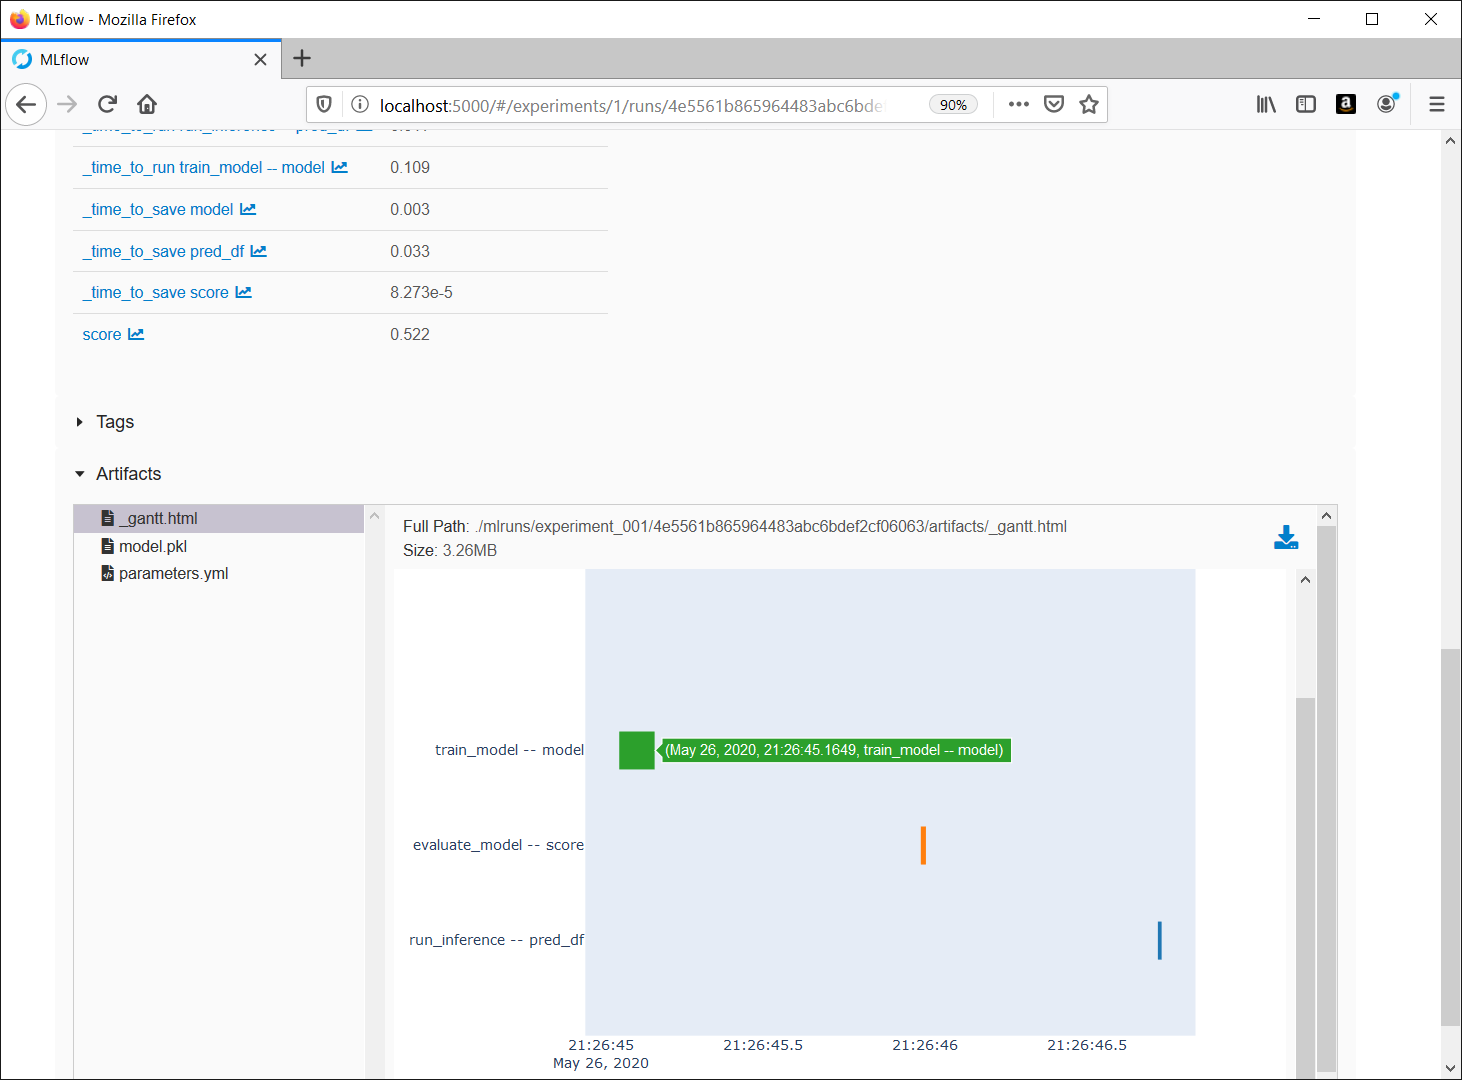 MLflow - Mozilla Firefox
MLflow
localhost:5000/#/experiments/1/runs/4e5561b865964483abc6bde
90%
_time_to_run run_inference -- pred_df
_time_to_run train_model -- model 0.109
_time_to_save model 0.003
_time_to_save pred_df 0.033
_time_to_save score 8.273e-5
score 0.522
Tags
Artifacts
_gantt.html
model.pkl
parameters.yml
Full Path: ./mlruns/experiment_001/4e5561b865964483abc6bdef2cf06063/artifacts/_gantt.html
Size: 3.26MB
train_model -- model
(May 26, 2020, 21:26:45.1649, train_model -- model)
evaluate_model -- score
run_inference -- pred_df
21:26:45 21:26:45.5 21:26:46 21:26:46.5
May 26, 2020